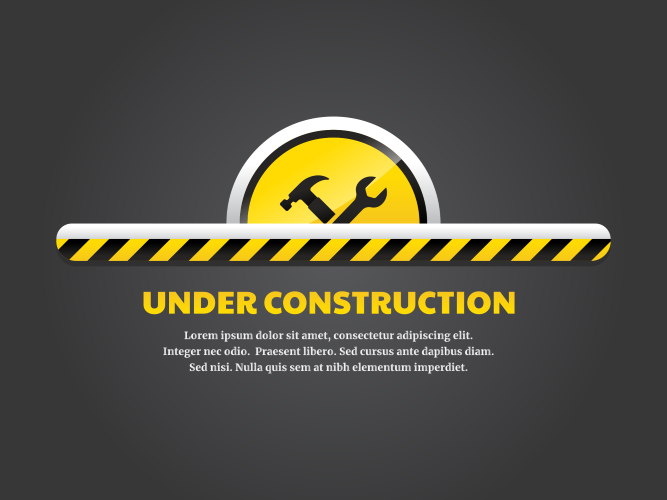 UNDER CONSTRUCTION
Lorem ipsum dolor sit amet, consectetur adipiscing elit.
Integer nec odio.  Praesent libero. Sed cursus ante dapibus diam.
Sed nisi. Nulla quis sem at nibh elementum imperdiet.